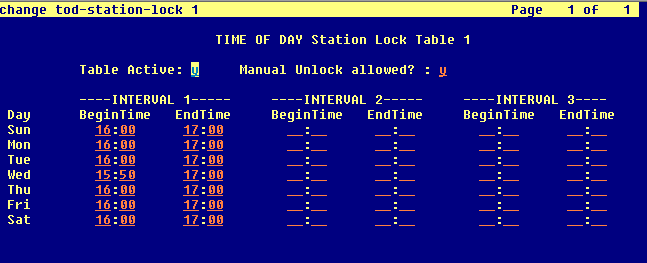 change tod-station-lock 1 Page 1 of 1
TIME OF DAY Station Lock Table 1
Table Active: y Manual Unlock allowed? : y
----INTERVAL 1----- ----INTERVAL 2----- ----INTERVAL 3----
Day BeginTime EndTime BeginTime EndTime BeginTime EndTime
Sun 16:00 17:00 __:__ __:__ __:__ __:__
Mon 16:00 17:00 __:__ __:__ __:__ __:__
Tue 16:00 17:00 __:__ __:__ __:__ __:__
Wed 15:50 17:00 __:__ __:__ __:__ __:__
Thu 16:00 17:00 __:__ __:__ __:__ __:__
Fri 16:00 17:00 __:__ __:__ __:__ __:__
Sat 16:00 17:00 __:__ __:__ __:__ __:__